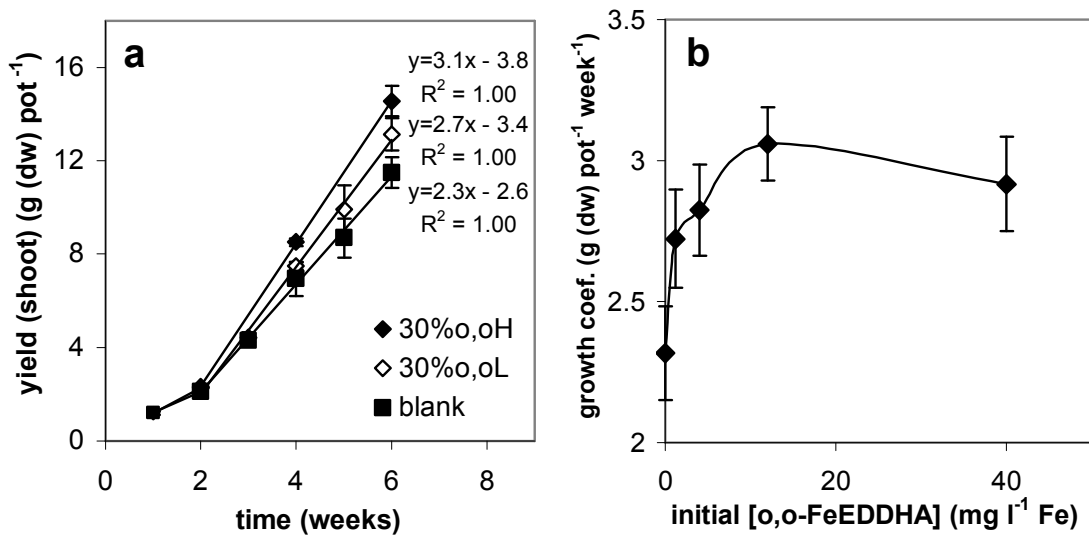 a
yield (shoot) (g (dw) pot⁻¹)
16
12
8
4
0
y=3.1x - 3.8
R² = 1.00
y=2.7x - 3.4
R² = 1.00
y=2.3x - 2.6
R² = 1.00
30%o,oH
30%o,oL
blank
0 2 4 6 8
time (weeks)
b
growth coef. (g (dw) pot⁻¹ week⁻¹)
3.5
3
2.5
2
0 20 40
initial [o,o-FeEDDHA] (mg l⁻¹ Fe)